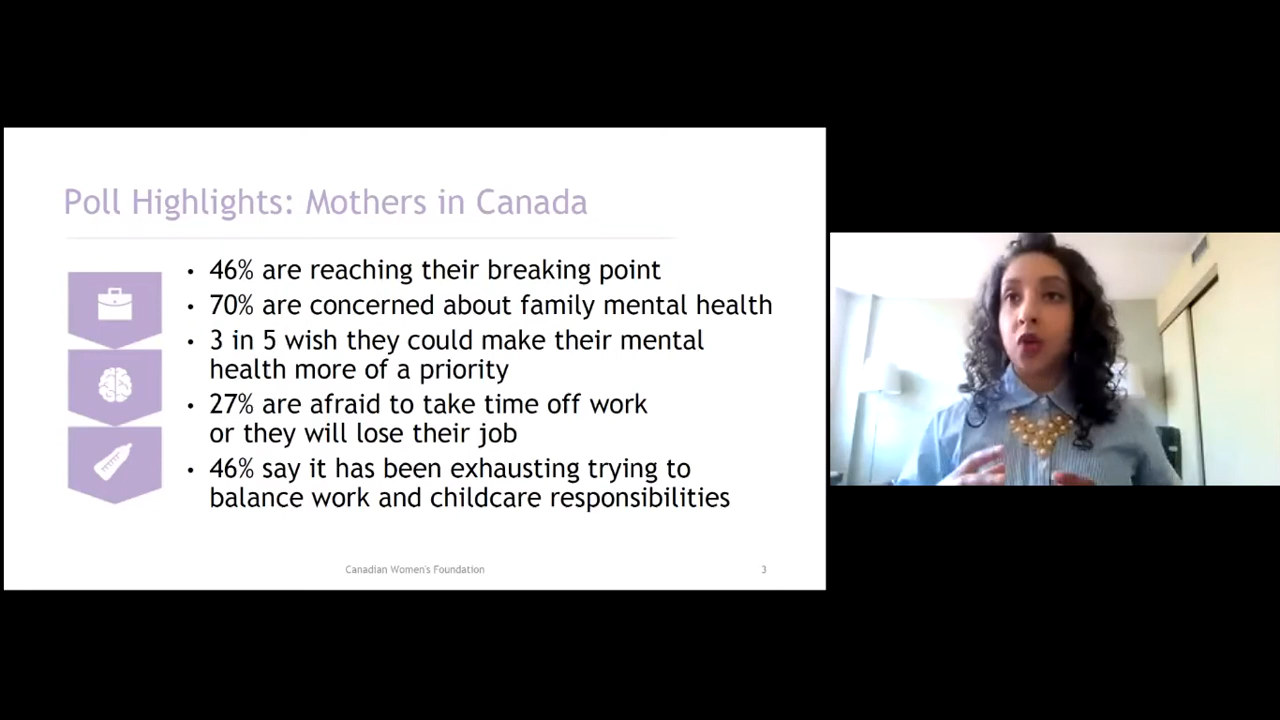 Poll Highlights: Mothers in Canada
• 46% are reaching their breaking point
• 70% are concerned about family mental health
• 3 in 5 wish they could make their mental
health more of a priority
• 27% are afraid to take time off work
or they will lose their job
• 46% say it has been exhausting trying to
balance work and childcare responsibilities
Canadian Women's Foundation
3